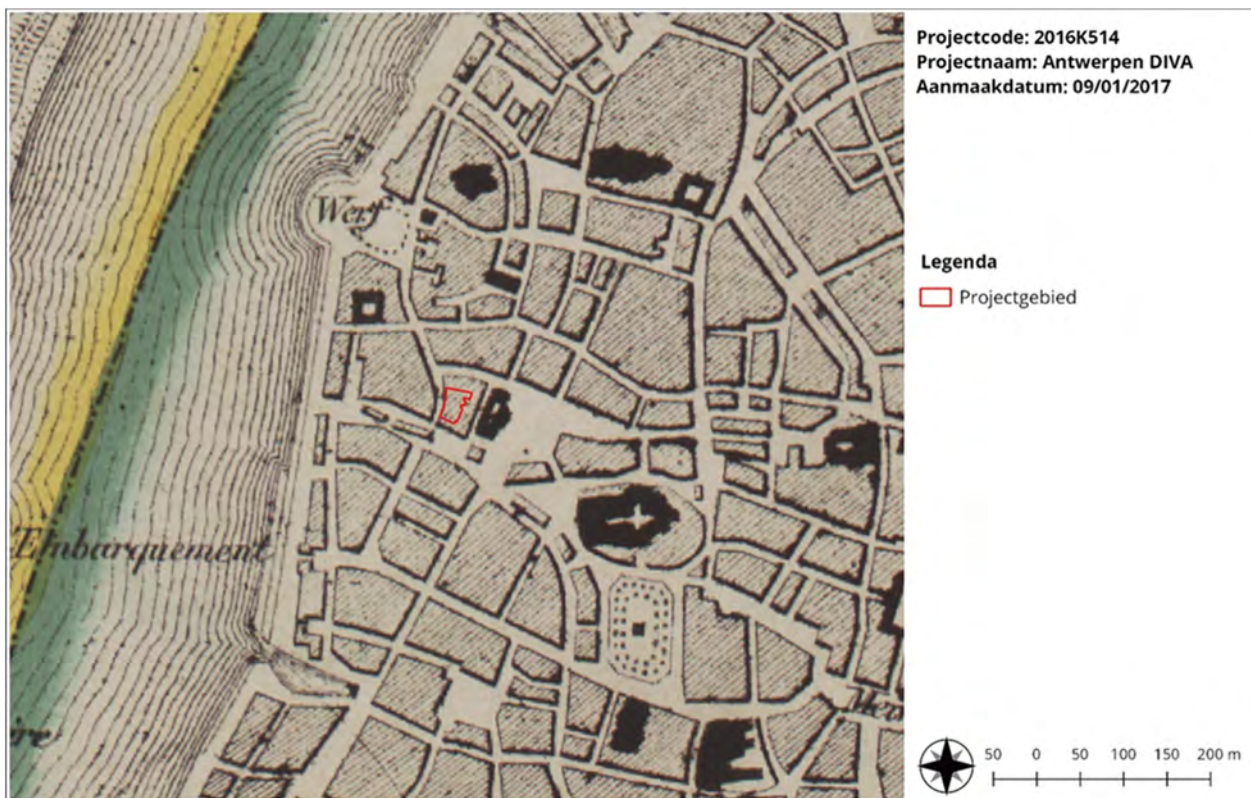 Projectcode: 2016K514
Projectnaam: Antwerpen DIVA
Aanmaakdatum: 09/01/2017
Werf
Legenda
Projectgebied
Embarquement
50 0 50 100 150 200 m